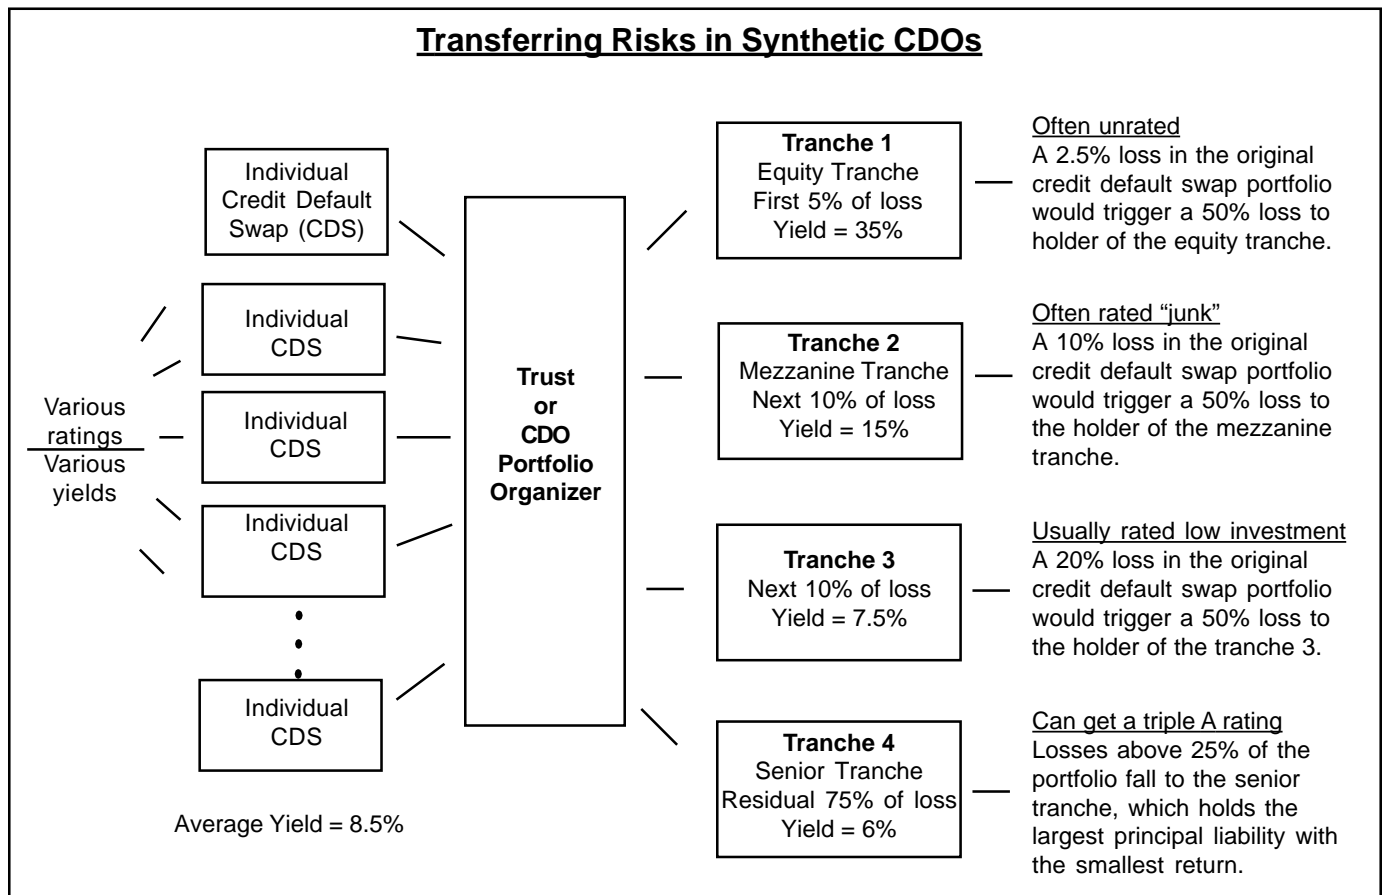 Transferring Risks in Synthetic CDOs
Various
ratings
Various
yields
Individual
Credit Default
Swap (CDS)
Individual
CDS
Individual
CDS
Individual
CDS
Individual
CDS
Average Yield = 8.5%
Trust
or
CDO
Portfolio
Organizer
Tranche 1
Equity Tranche
First 5% of loss
Yield = 35%
Often unrated
A 2.5% loss in the original
credit default swap portfolio
would trigger a 50% loss to
holder of the equity tranche.
Tranche 2
Mezzanine Tranche
Next 10% of loss
Yield = 15%
Often rated “junk”
A 10% loss in the original
credit default swap portfolio
would trigger a 50% loss to
the holder of the mezzanine
tranche.
Tranche 3
Next 10% of loss
Yield = 7.5%
Usually rated low investment
A 20% loss in the original
credit default swap portfolio
would trigger a 50% loss to
the holder of the tranche 3.
Tranche 4
Senior Tranche
Residual 75% of loss
Yield = 6%
Can get a triple A rating
Losses above 25% of the
portfolio fall to the senior
tranche, which holds the
largest principal liability with
the smallest return.